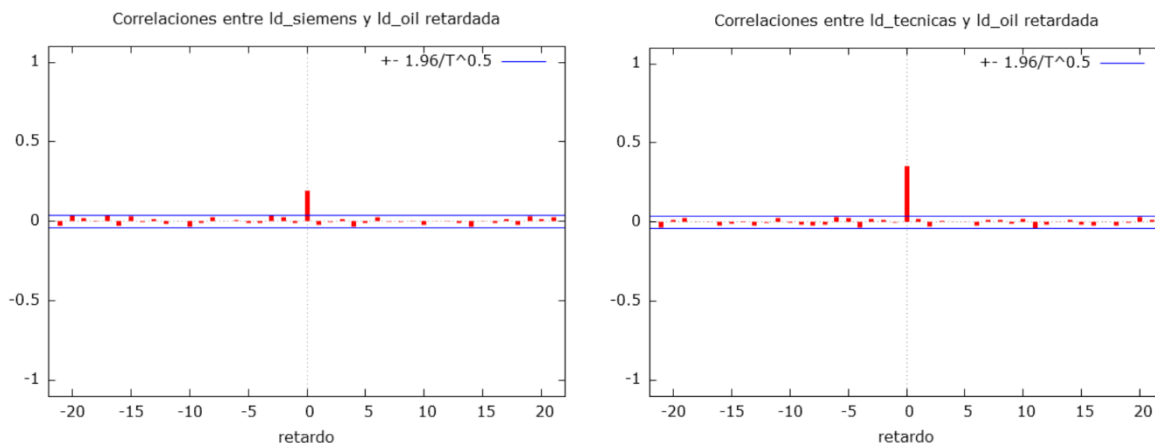 Correlaciones entre ld_siemens y ld_oil retardada
+- 1.96/T^0.5
1
0.5
0
-0.5
-1
-20 -15 -10 -5 0 5 10 15 20
retardo
Correlaciones entre ld_tecnicas y ld_oil retardada
+- 1.96/T^0.5
1
0.5
0
-0.5
-1
-20 -15 -10 -5 0 5 10 15 20
retardo